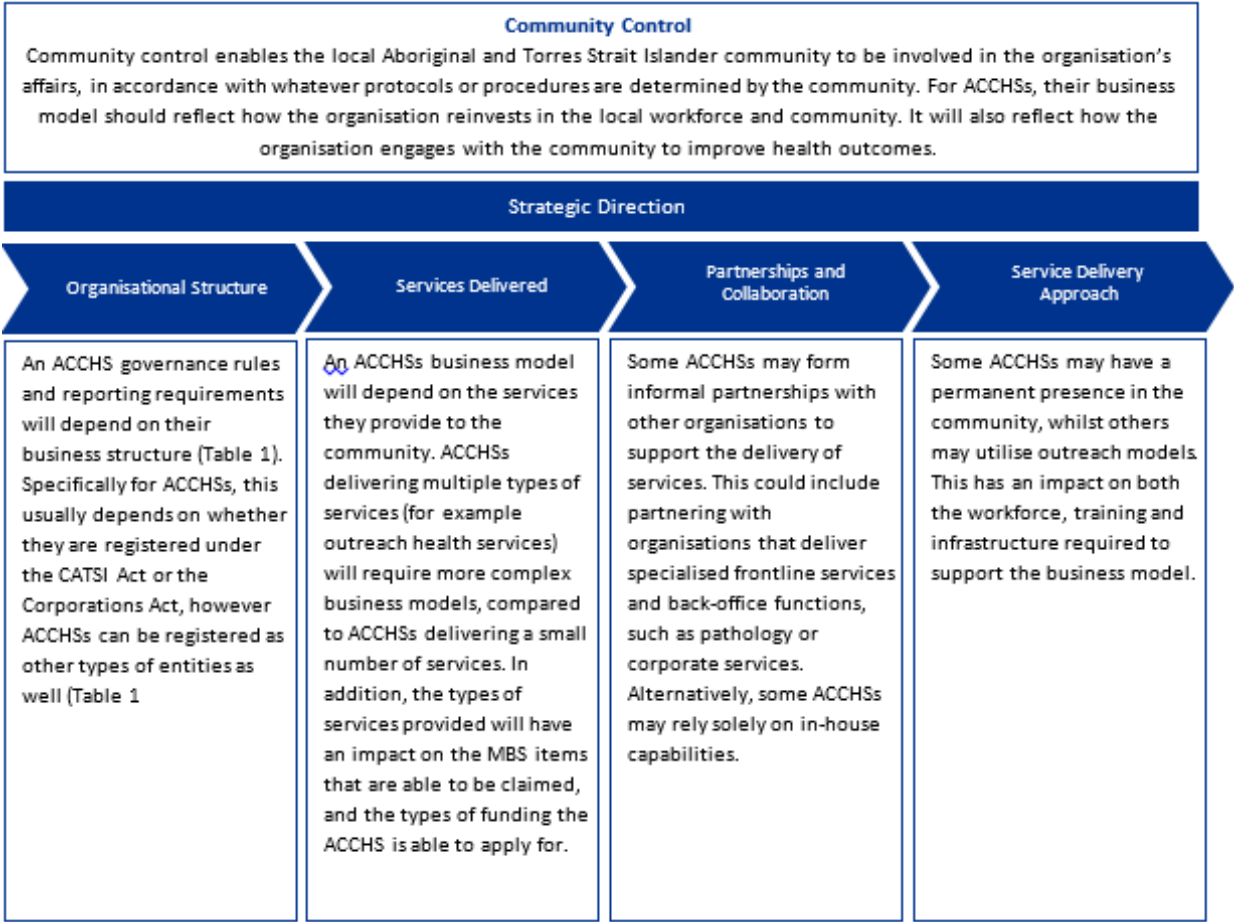 Community Control
Community control enables the local Aboriginal and Torres Strait Islander community to be involved in the organisation's
affairs, in accordance with whatever protocols or procedures are determined by the community. For ACCHSs, their business
model should reflect how the organisation reinvests in the local workforce and community. It will also reflect how the
organisation engages with the community to improve health outcomes.
Strategic Direction
Organisational Structure
An ACCHS governance rules
and reporting requirements
will depend on their
business structure (Table 1).
Specifically for ACCHSs, this
usually depends on whether
they are registered under
the CATSI Act or the
Corporations Act, however
ACCHSs can be registered as
other types of entities as
well (Table 1
Services Delivered
An ACCHSs business model
will depend on the services
they provide to the
community. ACCHSs
delivering multiple types of
services (for example
outreach health services)
will require more complex
business models, compared
to ACCHSs delivering a small
number of services. In
addition, the types of
services provided will have
an impact on the MBS items
that are able to be claimed,
and the types of funding the
ACCHS is able to apply for.
Partnerships and
Collaboration
Some ACCHSs may form
informal partnerships with
other organisations to
support the delivery of
services. This could include
partnering with
organisations that deliver
specialised frontline services
and back-office functions,
such as pathology or
corporate services.
Alternatively, some ACCHSs
may rely solely on in-house
capabilities.
Service Delivery
Approach
Some ACCHSs may have a
permanent presence in the
community, whilst others
may utilise outreach models.
This has an impact on both
the workforce, training and
infrastructure required to
support the business model.